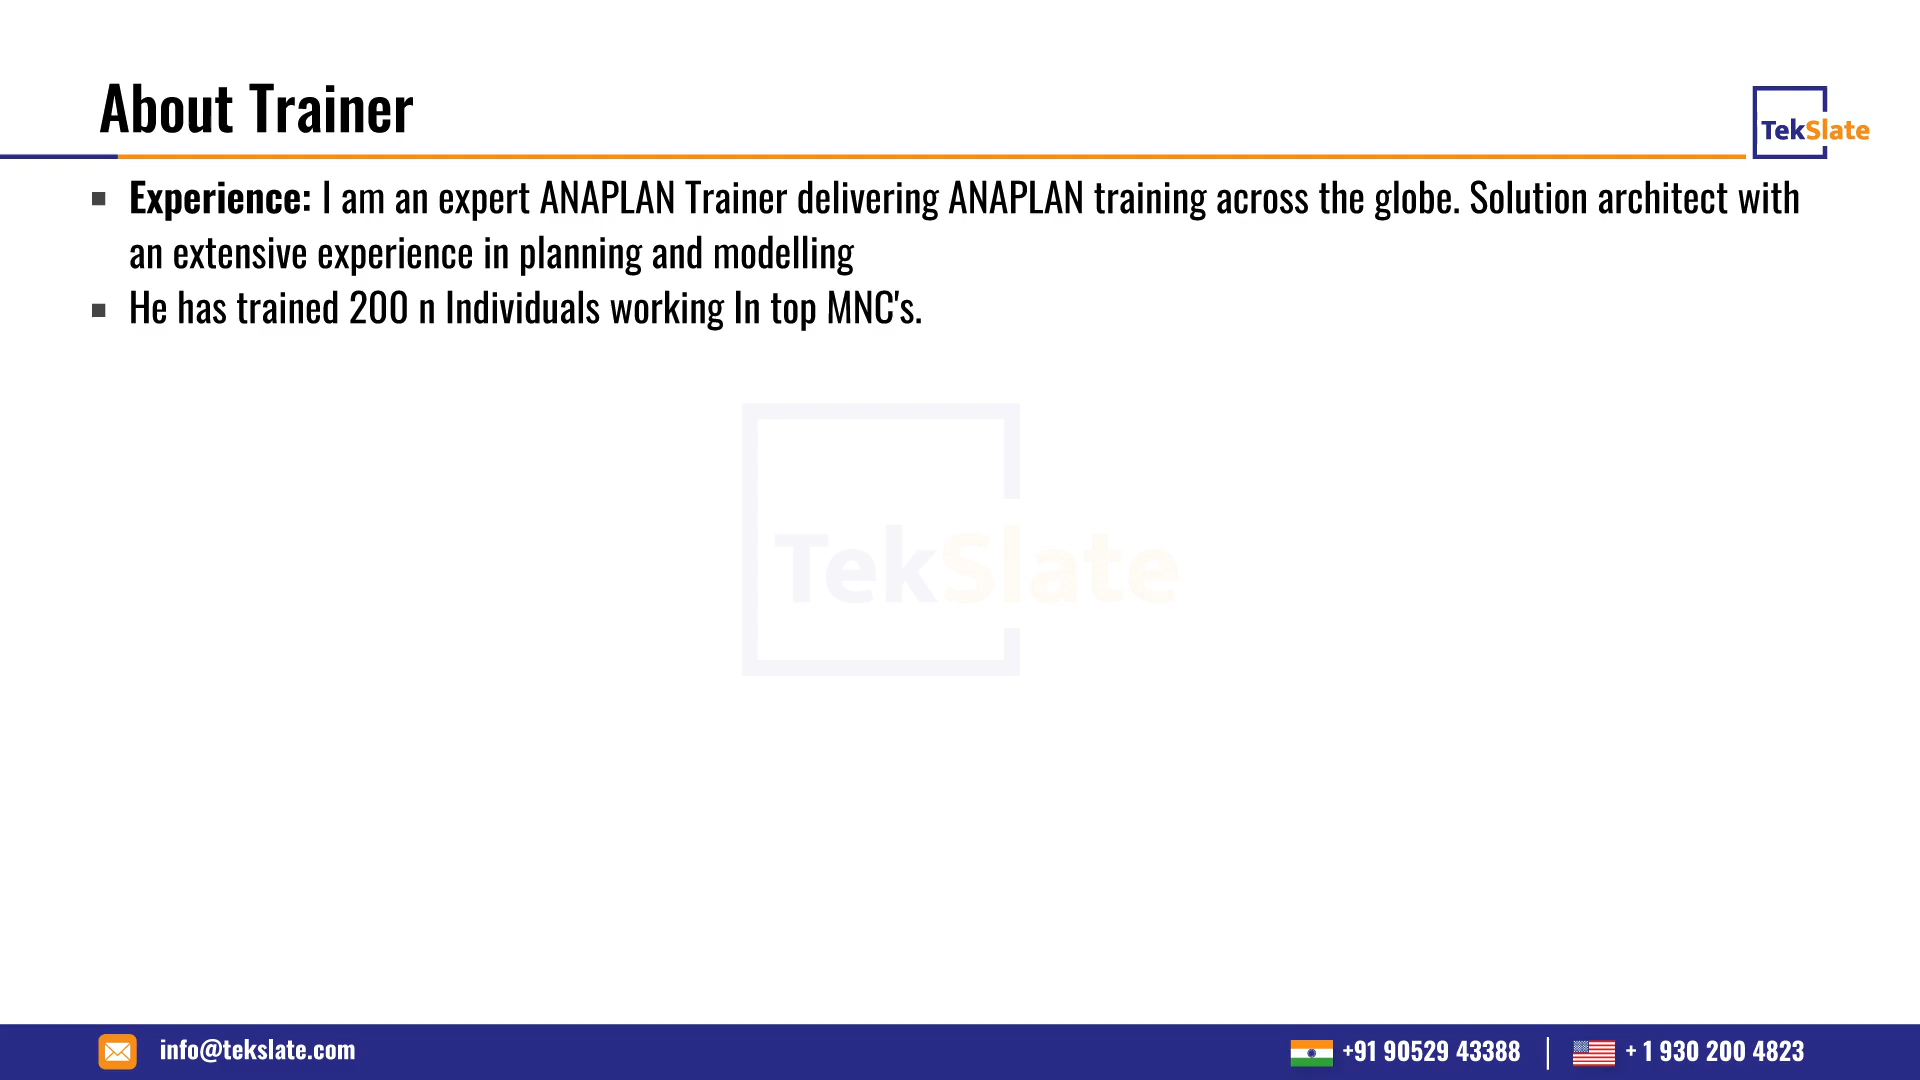 About Trainer
TekSlate
Experience: I am an expert ANAPLAN Trainer delivering ANAPLAN training across the globe. Solution architect with
an extensive experience in planning and modelling
He has trained 200 n Individuals working In top MNC's.
TekSlate
info@tekslate.com
+91 90529 43388
+ 1 930 200 4823